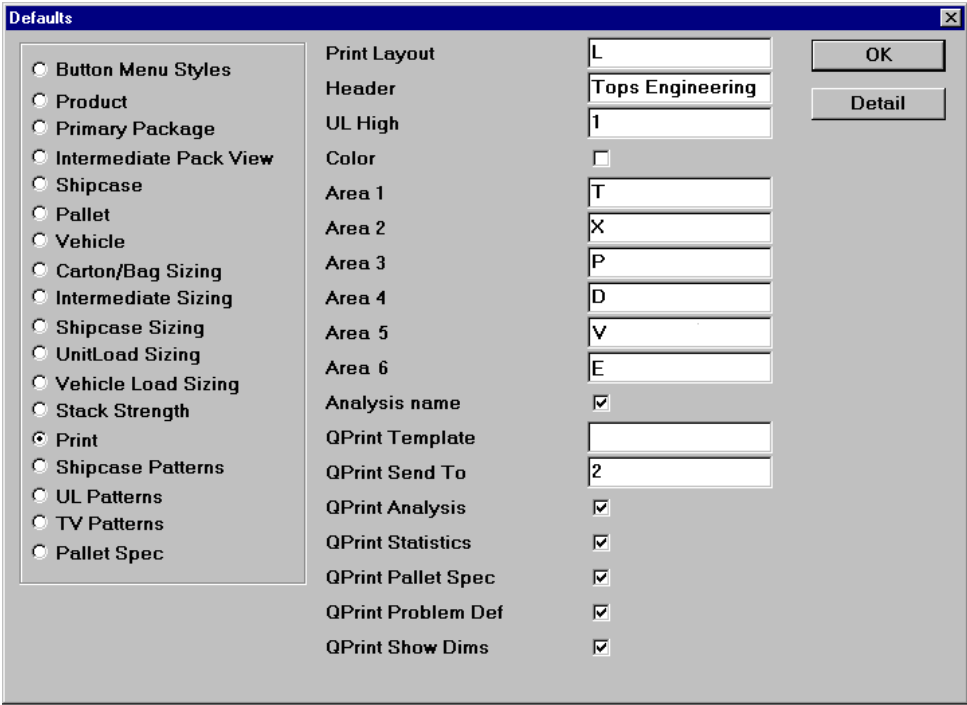 Defaults
Button Menu Styles
Product
Primary Package
Intermediate Pack View
Shipcase
Pallet
Vehicle
Carton/Bag Sizing
Intermediate Sizing
Shipcase Sizing
UnitLoad Sizing
Vehicle Load Sizing
Stack Strength
Print
Shipcase Patterns
UL Patterns
TV Patterns
Pallet Spec
Print Layout L
Header Tops Engineering
UL High 1
Color
Area 1 T
Area 2 X
Area 3 P
Area 4 D
Area 5 V
Area 6 E
Analysis name
QPrint Template
QPrint Send To 2
QPrint Analysis
QPrint Statistics
QPrint Pallet Spec
QPrint Problem Def
QPrint Show Dims
OK
Detail